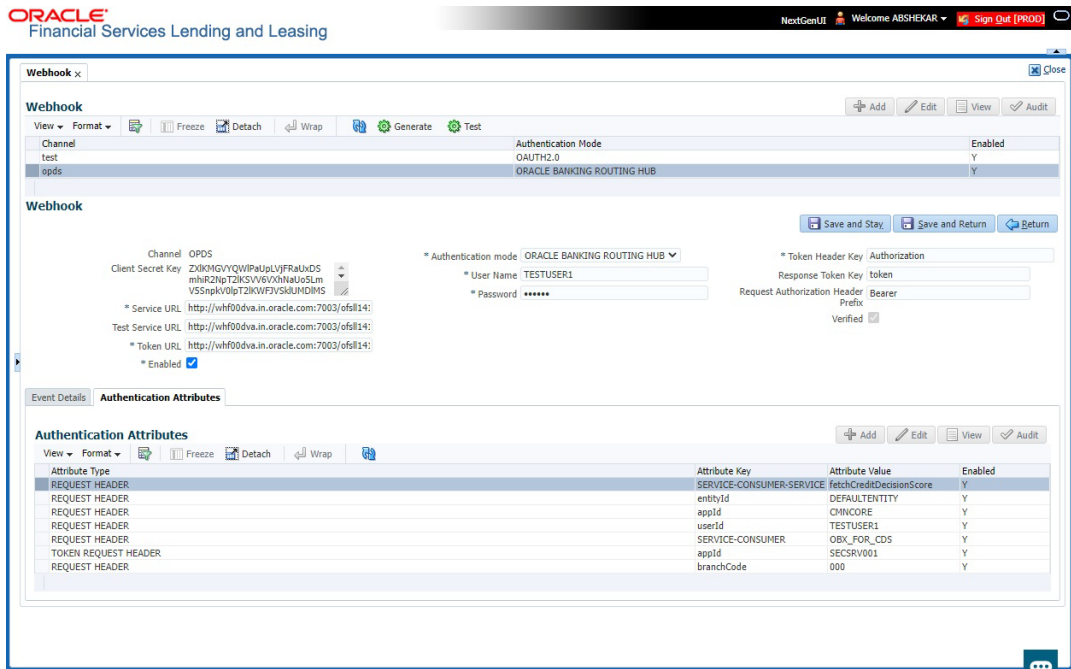 ORACLE®
Financial Services Lending and Leasing
NextGenUI Welcome ABSHEKAR Sign Out [PROD]
Webhook x
Close
Webhook
Add Edit View Audit
View Format Freeze Detach Wrap Generate Test
Channel Authentication Mode Enabled
test OAUTH2.0 Y
opds ORACLE BANKING ROUTING HUB Y
Webhook
Save and Stay Save and Return Return
Channel OPDS
Client Secret Key ZXlKMGVYQWlPaUpLVjFRaUxDS
mhiR2NpT2lKSVV6VXhNaUo5Lm
V5SnpkV0lpT2lKWFJVSklUMDlMS
* Service URL http://whf00dva.in.oracle.com:7003/ofsll14:
Test Service URL http://whf00dva.in.oracle.com:7003/ofsll14:
* Token URL http://whf00dva.in.oracle.com:7003/ofsll14:
* Enabled
* Authentication mode ORACLE BANKING ROUTING HUB
* User Name TESTUSER1
* Password ••••••
* Token Header Key Authorization
Response Token Key token
Request Authorization Header Prefix Bearer
Verified
Event Details Authentication Attributes
Authentication Attributes
Add Edit View Audit
View Format Freeze Detach Wrap
Attribute Type Attribute Key Attribute Value Enabled
REQUEST HEADER SERVICE-CONSUMER-SERVICE fetchCreditDecisionScore Y
REQUEST HEADER entityId DEFAULTENTITY Y
REQUEST HEADER appId CMNCORE Y
REQUEST HEADER userId TESTUSER1 Y
REQUEST HEADER SERVICE-CONSUMER OBX_FOR_CDS Y
TOKEN REQUEST HEADER appId SECSRV001 Y
REQUEST HEADER branchCode 000 Y